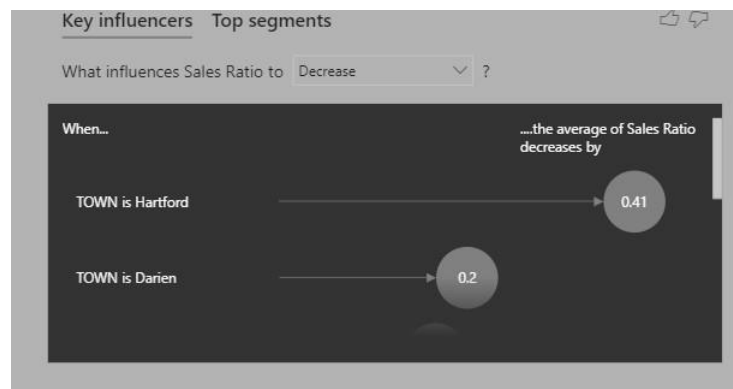 Key influencers Top segments
What influences Sales Ratio to Decrease ?
When...
....the average of Sales Ratio
decreases by
TOWN is Hartford 0.41
TOWN is Darien 0.2